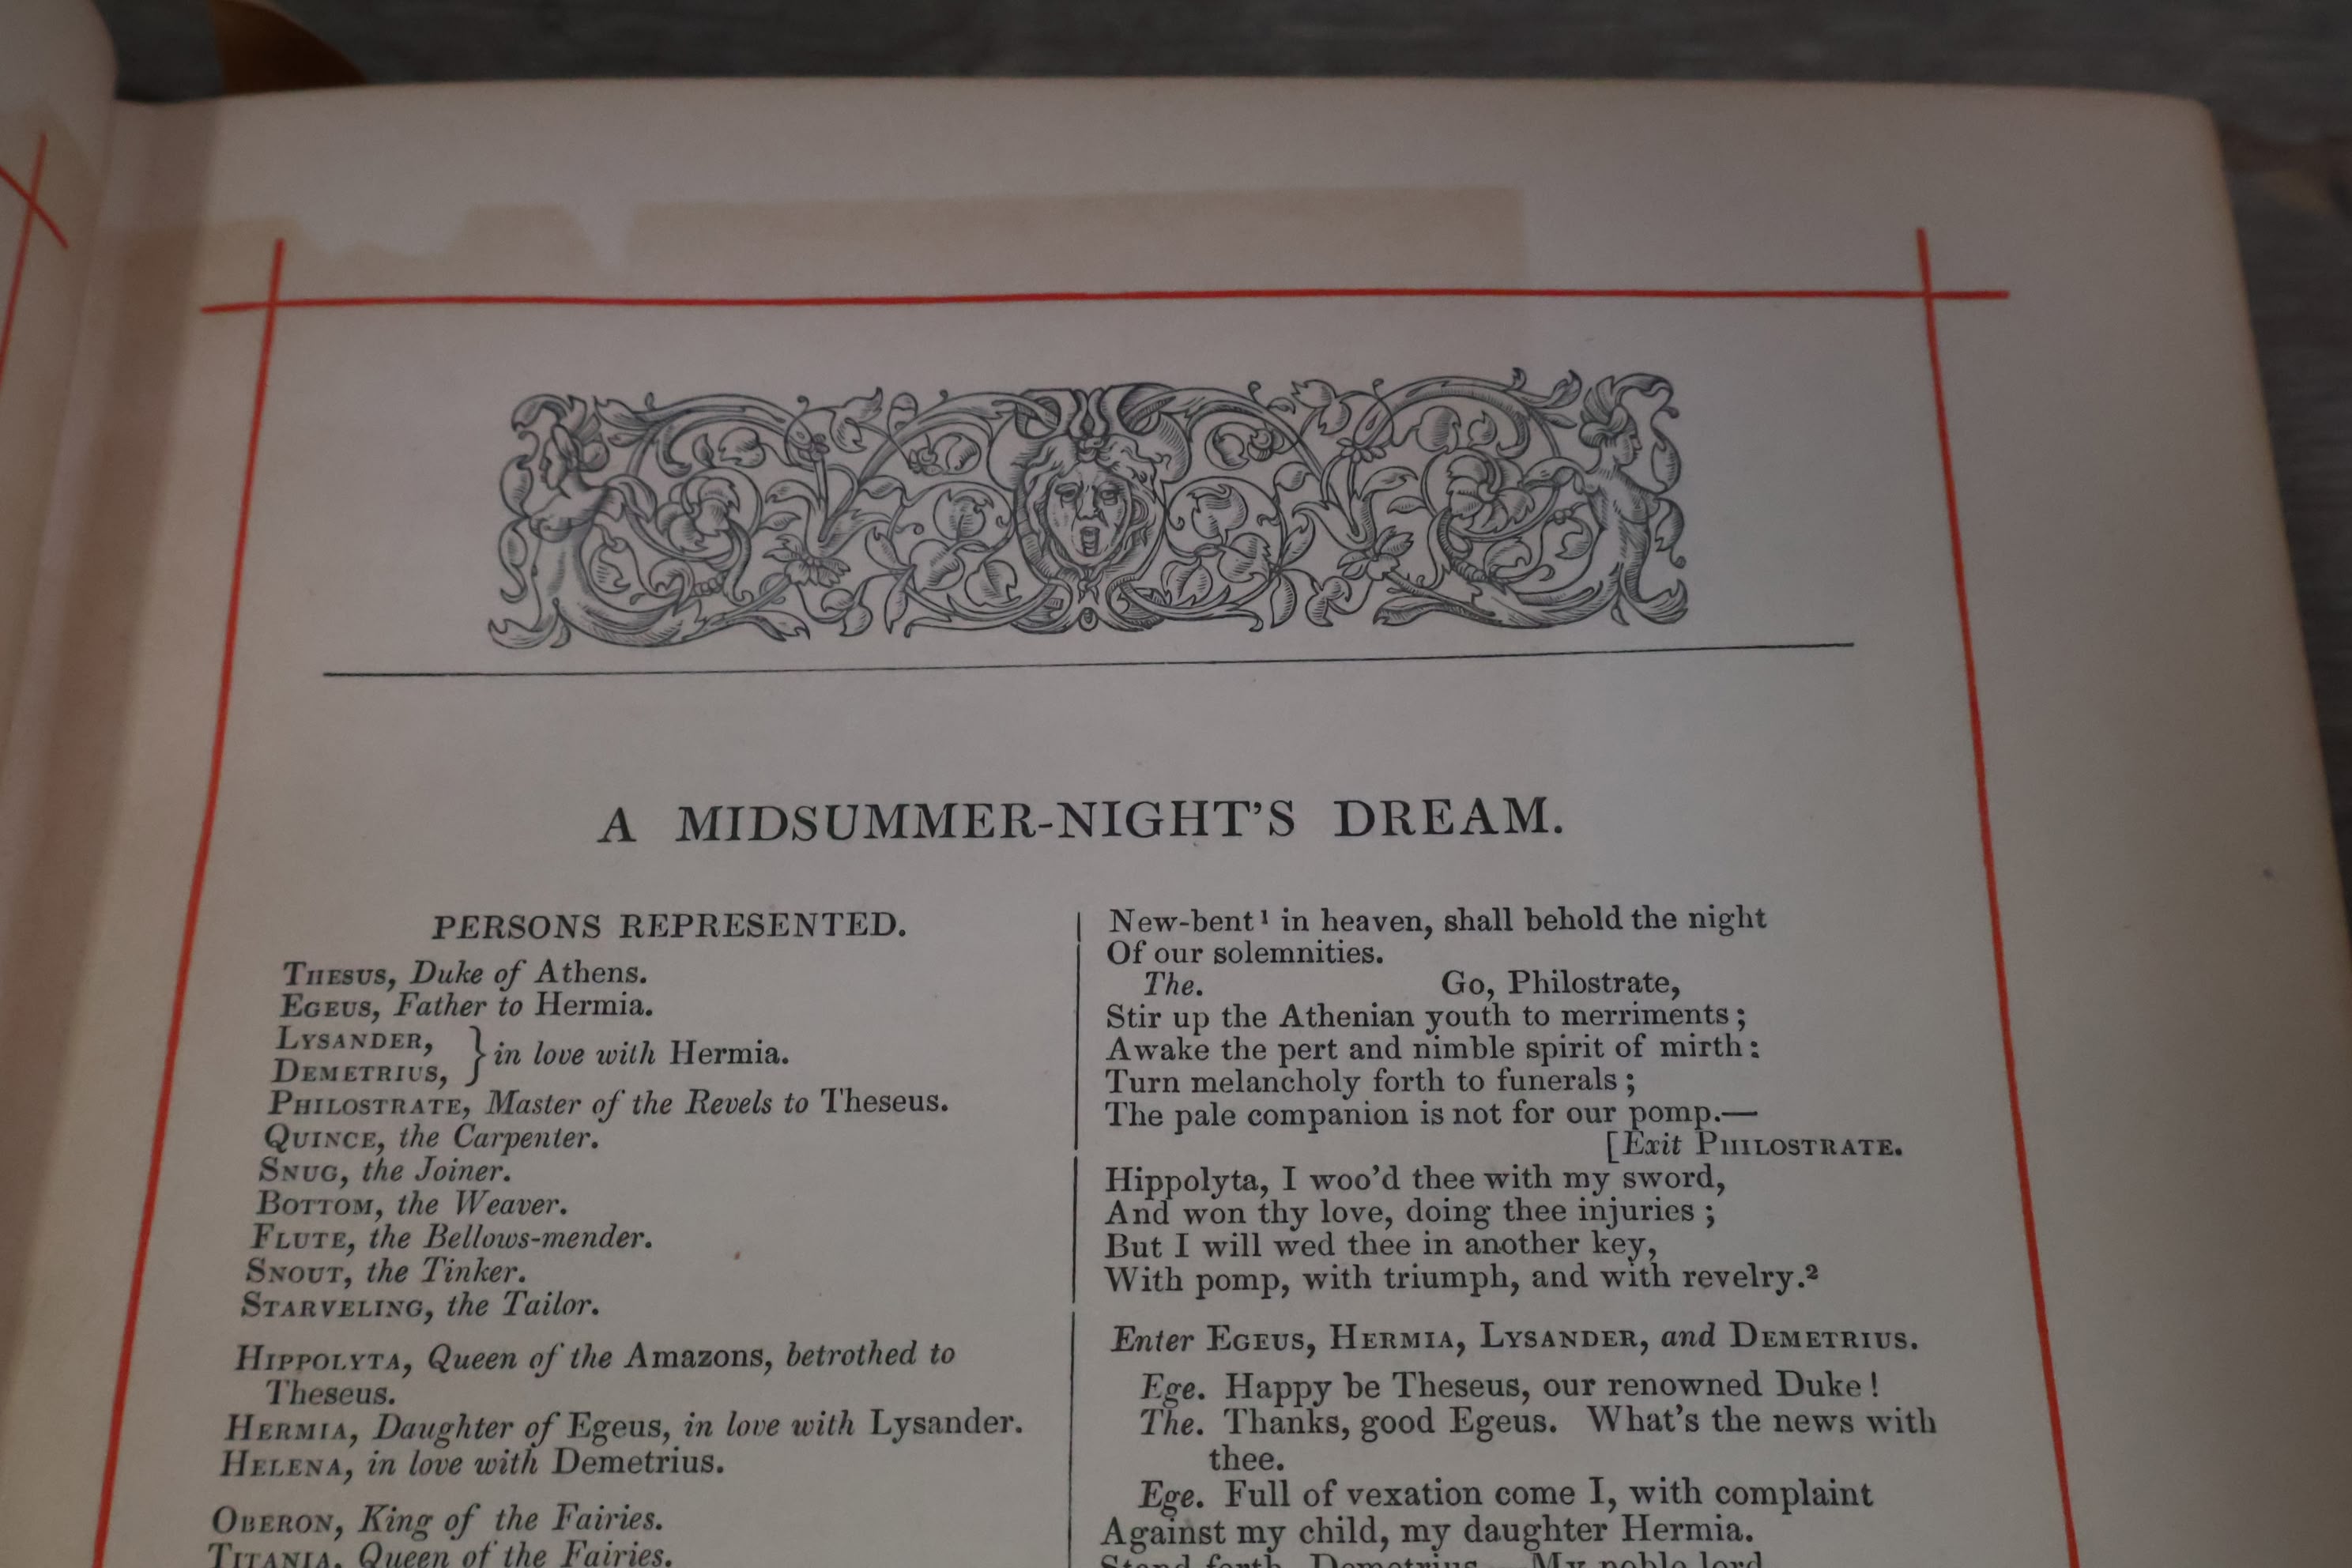 A MIDSUMMER-NIGHT'S DREAM.
PERSONS REPRESENTED.
THESUS, Duke of Athens.
EGEUS, Father to Hermia.
LYSANDER,
DEMETRIUS, } in love with Hermia.
PHILOSTRATE, Master of the Revels to Theseus.
QUINCE, the Carpenter.
SNUG, the Joiner.
BOTTOM, the Weaver.
FLUTE, the Bellows-mender.
SNOUT, the Tinker.
STARVELING, the Tailor.
HIPPOLYTA, Queen of the Amazons, betrothed to
Theseus.
HERMIA, Daughter of Egeus, in love with Lysander.
HELENA, in love with Demetrius.
OBERON, King of the Fairies.
TITANIA, Queen of the Fairies.
New-bent¹ in heaven, shall behold the night
Of our solemnities.
The. Go, Philostrate,
Stir up the Athenian youth to merriments;
Awake the pert and nimble spirit of mirth:
Turn melancholy forth to funerals;
The pale companion is not for our pomp.—
[Exit PHILOSTRATE.
Hippolyta, I woo'd thee with my sword,
And won thy love, doing thee injuries;
But I will wed thee in another key,
With pomp, with triumph, and with revelry.²
Enter EGEUS, HERMIA, LYSANDER, and DEMETRIUS.
Ege. Happy be Theseus, our renowned Duke!
The. Thanks, good Egeus. What's the news with
thee.
Ege. Full of vexation come I, with complaint
Against my child, my daughter Hermia.
Stand forth, Demetrius.—My noble lord